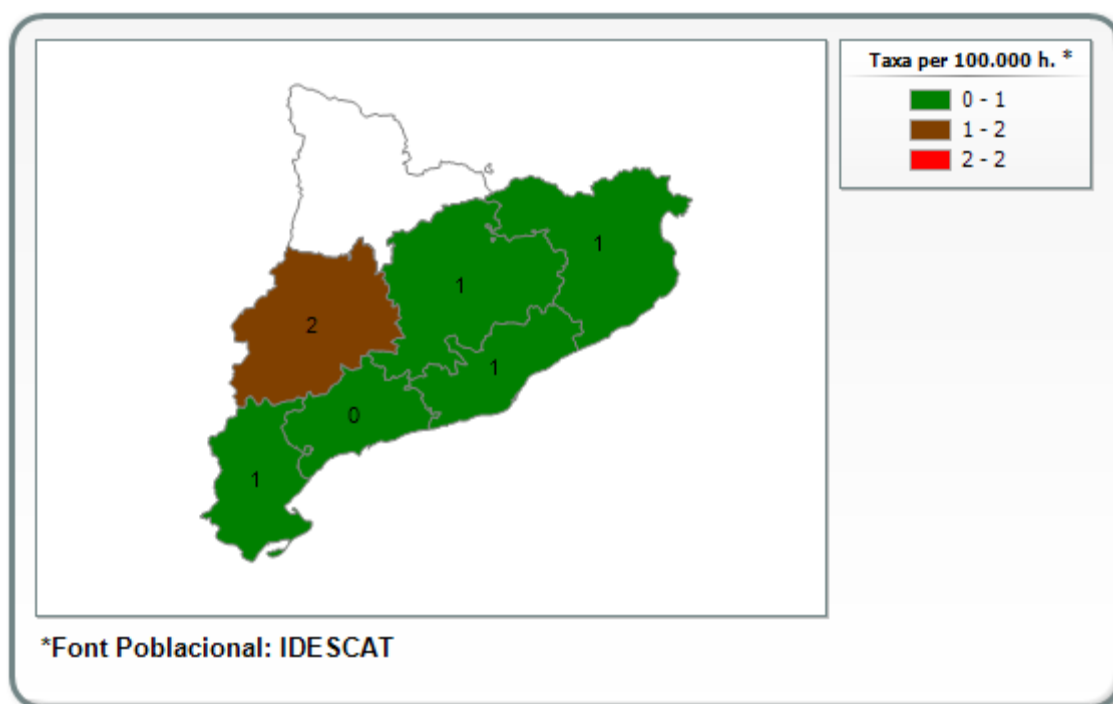 Taxa per 100.000 h. *
0 - 1
1 - 2
2 - 2
1
1
2
1
0
1
*Font Poblacional: IDESCAT